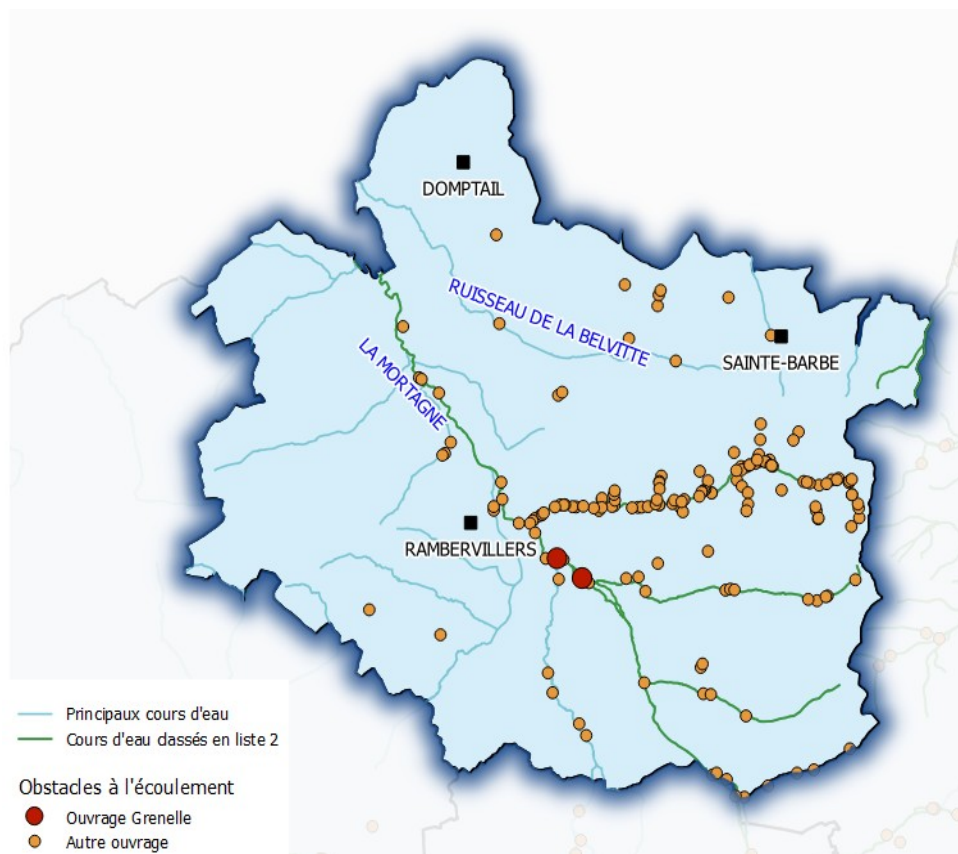 DOMPTAIL
RUISSEAU DE LA BELVITTE
LA MORTAGNE
SAINTE-BARBE
RAMBERVILLERS
Principaux cours d'eau
Cours d'eau classés en liste 2
Obstacles à l'écoulement
Ouvrage Grenelle
Autre ouvrage